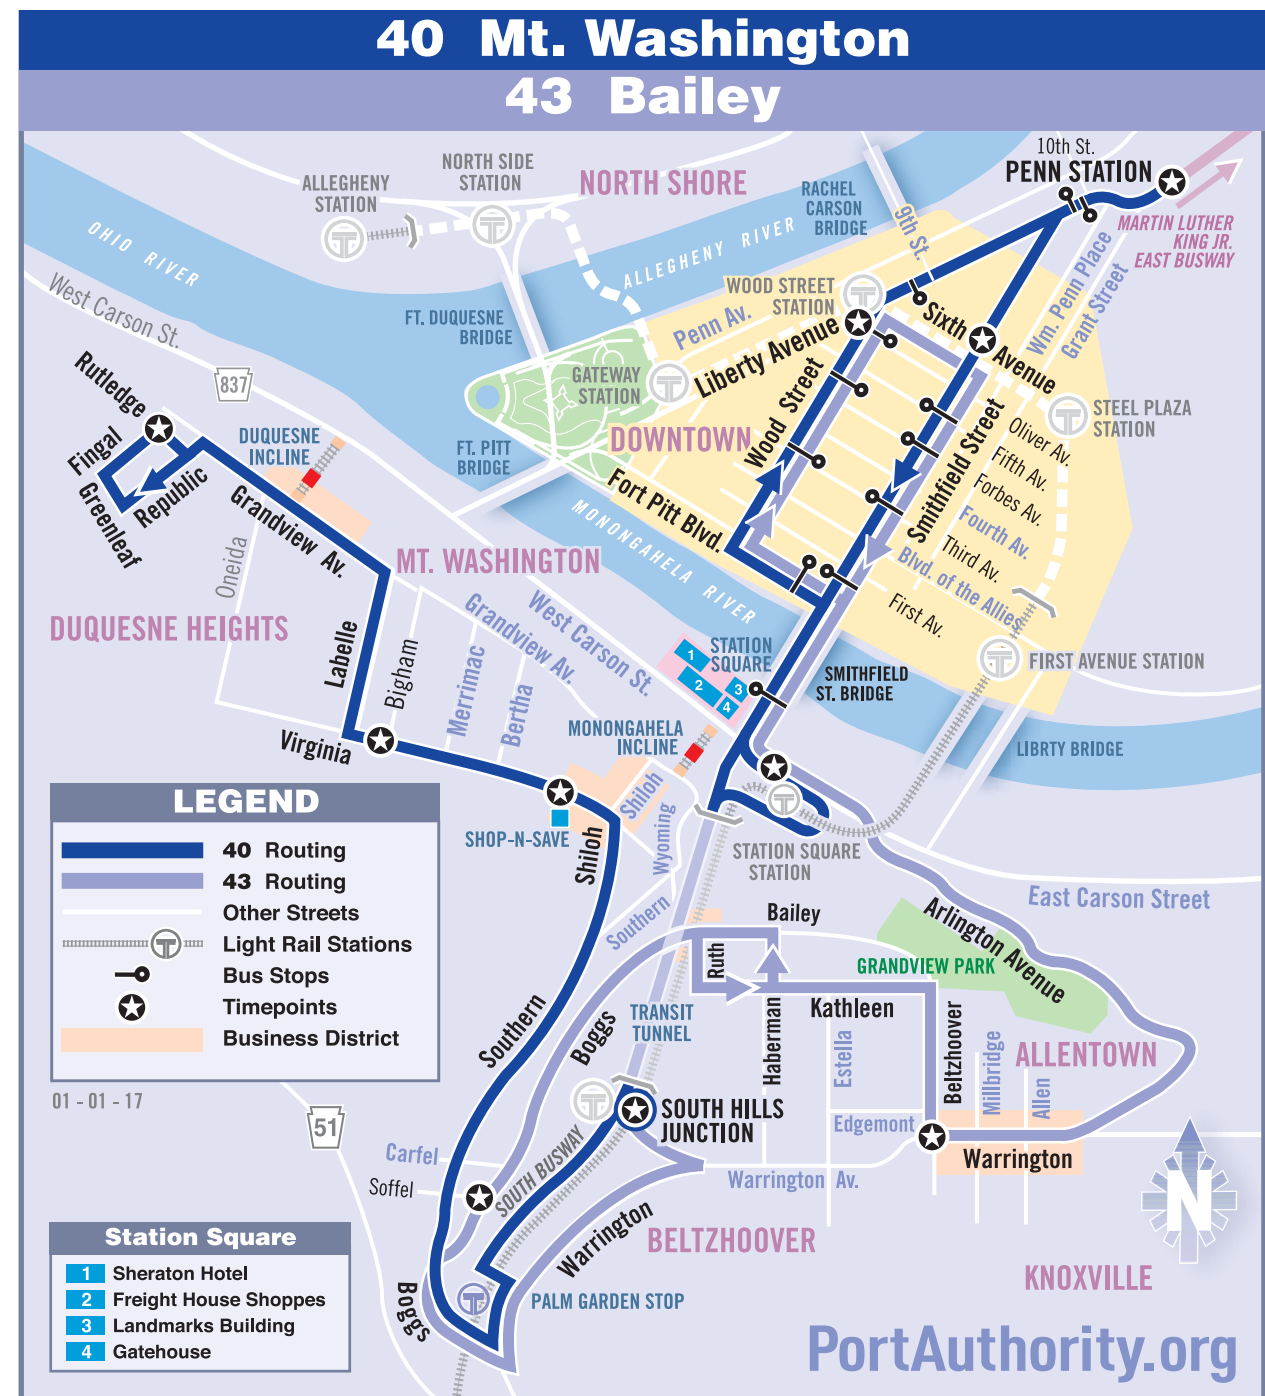 40 Mt. Washington
43 Bailey
10th St.
PENN STATION
NORTH SIDE
STATION
ALLEGHENY
STATION
NORTH SHORE
RACHEL
CARSON
BRIDGE
9th St.
MARTIN LUTHER
KING JR.
EAST BUSWAY
OHIO RIVER
ALLEGHENY RIVER
West Carson St.
WOOD STREET
STATION
Wm. Penn Place
Grant Street
FT. DUQUESNE
BRIDGE
Penn Av.
Sixth Avenue
Liberty Avenue
837
GATEWAY
STATION
Rutledge
STEEL PLAZA
STATION
Fingal
DUQUESNE
INCLINE
FT. PITT
BRIDGE
DOWNTOWN
Wood Street
Smithfield Street
Oliver Av.
Fifth Av.
Forbes Av.
Fourth Av.
Third Av.
Blvd. of the Allies
First Av.
Greenleaf
Republic
Grandview Av.
Fort Pitt Blvd.
MONONGAHELA RIVER
Oneida
MT. WASHINGTON
DUQUESNE HEIGHTS
Labelle
Bigham
Merrimac
Bertha
Grandview Av.
West Carson St.
STATION
SQUARE
1
2
3
4
SMITHFIELD
ST. BRIDGE
FIRST AVENUE STATION
LIBRTY BRIDGE
Virginia
MONONGAHELA
INCLINE
Shiloh
Wyoming
SHOP-N-SAVE
Shiloh
STATION SQUARE
STATION
East Carson Street
LEGEND
40 Routing
43 Routing
Other Streets
Light Rail Stations
Bus Stops
Timepoints
Business District
01 - 01 - 17
Southern
Bailey
Arlington Avenue
Ruth
GRANDVIEW PARK
Southern
Boggs
TRANSIT
TUNNEL
Kathleen
Haberman
Estella
Beltzhoover
Millbridge
Allen
ALLENTOWN
51
SOUTH HILLS
JUNCTION
Edgemont
Carfel
Soffel
SOUTH BUSWAY
Warrington
Warrington Av.
Warrington
BELTZHOOVER
N
KNOXVILLE
Boggs
PALM GARDEN STOP
Station Square
1 Sheraton Hotel
2 Freight House Shoppes
3 Landmarks Building
4 Gatehouse
PortAuthority.org